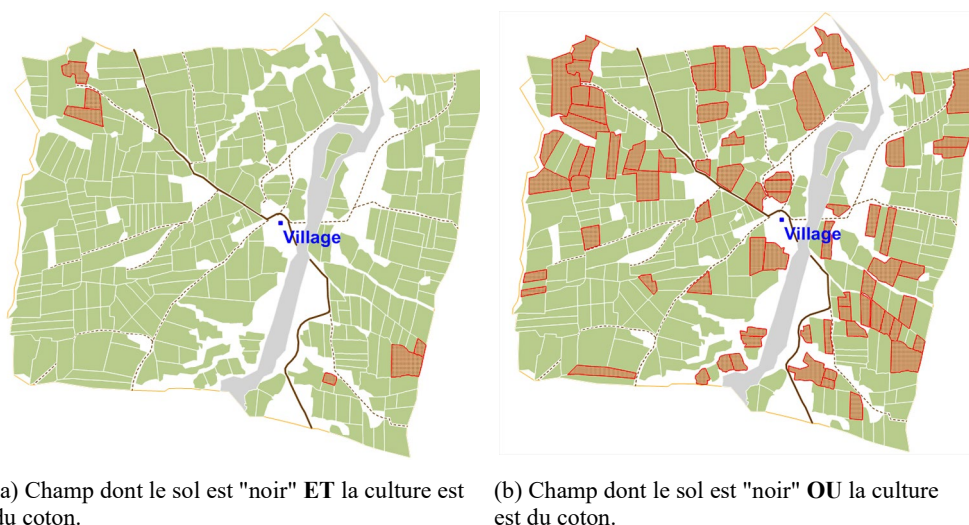 Village
Village
a) Champ dont le sol est "noir" ET la culture est
du coton.
(b) Champ dont le sol est "noir" OU la culture
est du coton.